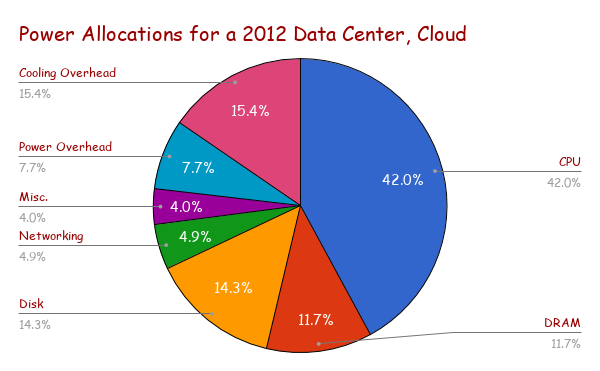 Power Allocations for a 2012 Data Center, Cloud
Cooling Overhead
15.4%
15.4%
Power Overhead
7.7%
7.7%
CPU
42.0%
42.0%
Misc.
4.0%
4.0%
Networking
4.9%
4.9%
Disk
14.3%
14.3%
DRAM
11.7%
11.7%